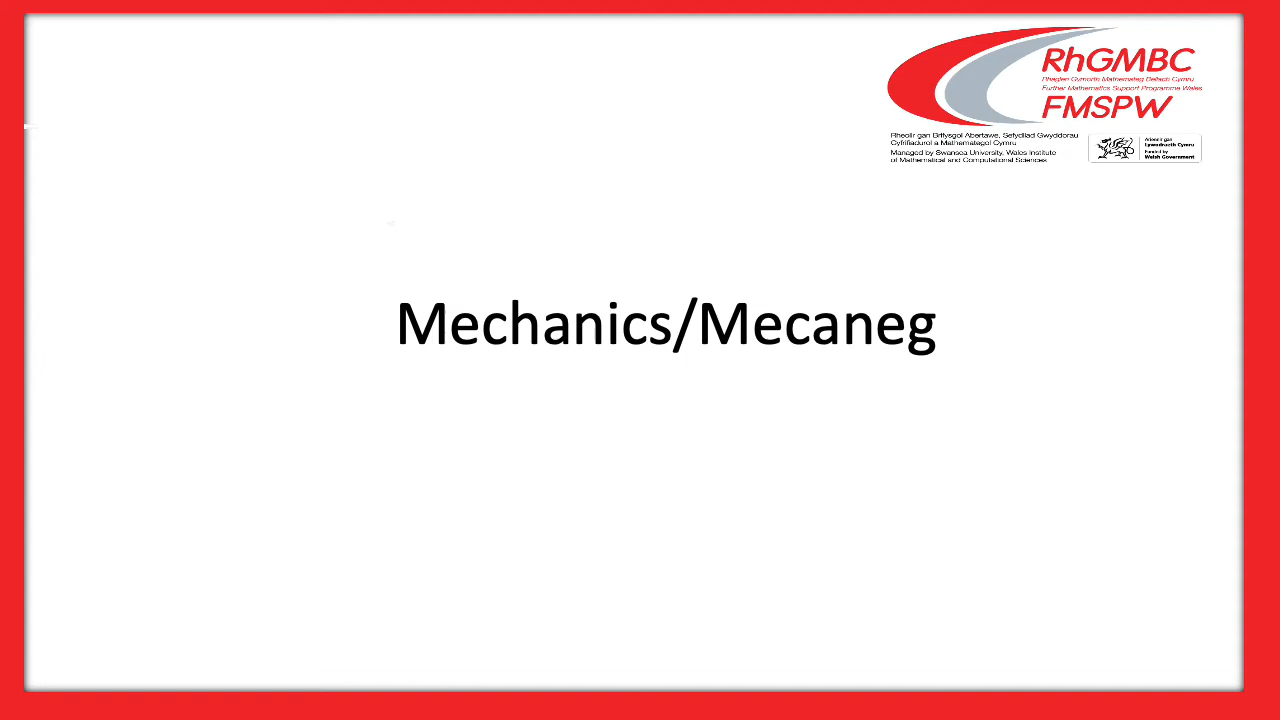 RhGMBC
Rhaglen Gymorth Mathemateg Bellach Cymru
Further Mathematics Support Programme Wales
FMSPW
Rheolir gan Brifysgol Abertawe, Sefydliad Gwyddorau
Cyfrifiadurol a Mathemategol Cymru
Managed by Swansea University, Wales Institute
of Mathematical and Computational Sciences
Ariennir gan
Lywodraeth Cymru
Funded by
Welsh Government
Mechanics/Mecaneg